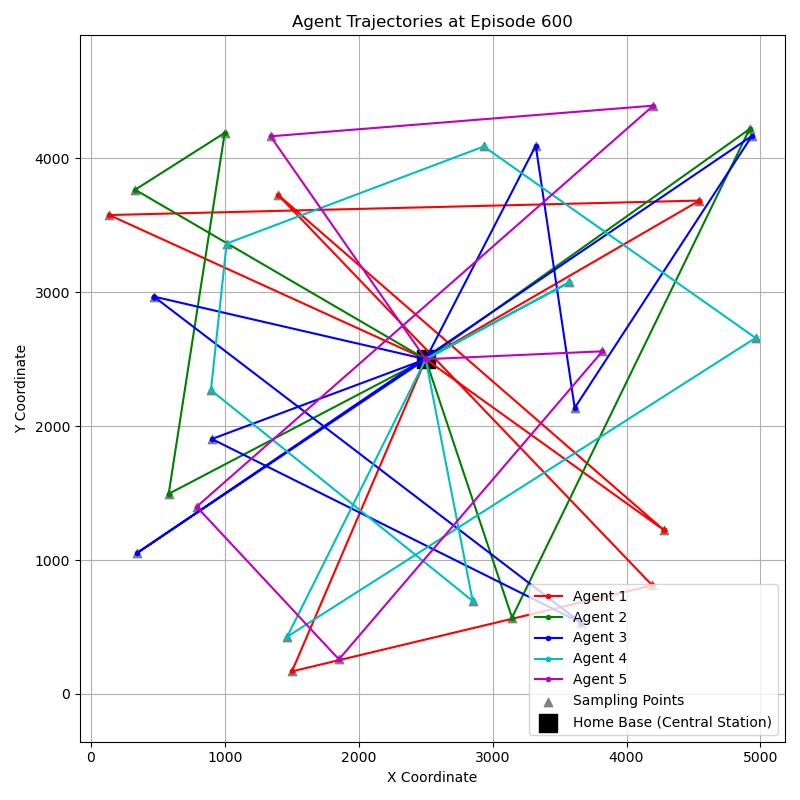 Agent Trajectories at Episode 600
Y Coordinate
4000
3000
2000
1000
0
0
1000
2000
3000
4000
5000
X Coordinate
Agent 1
Agent 2
Agent 3
Agent 4
Agent 5
Sampling Points
Home Base (Central Station)